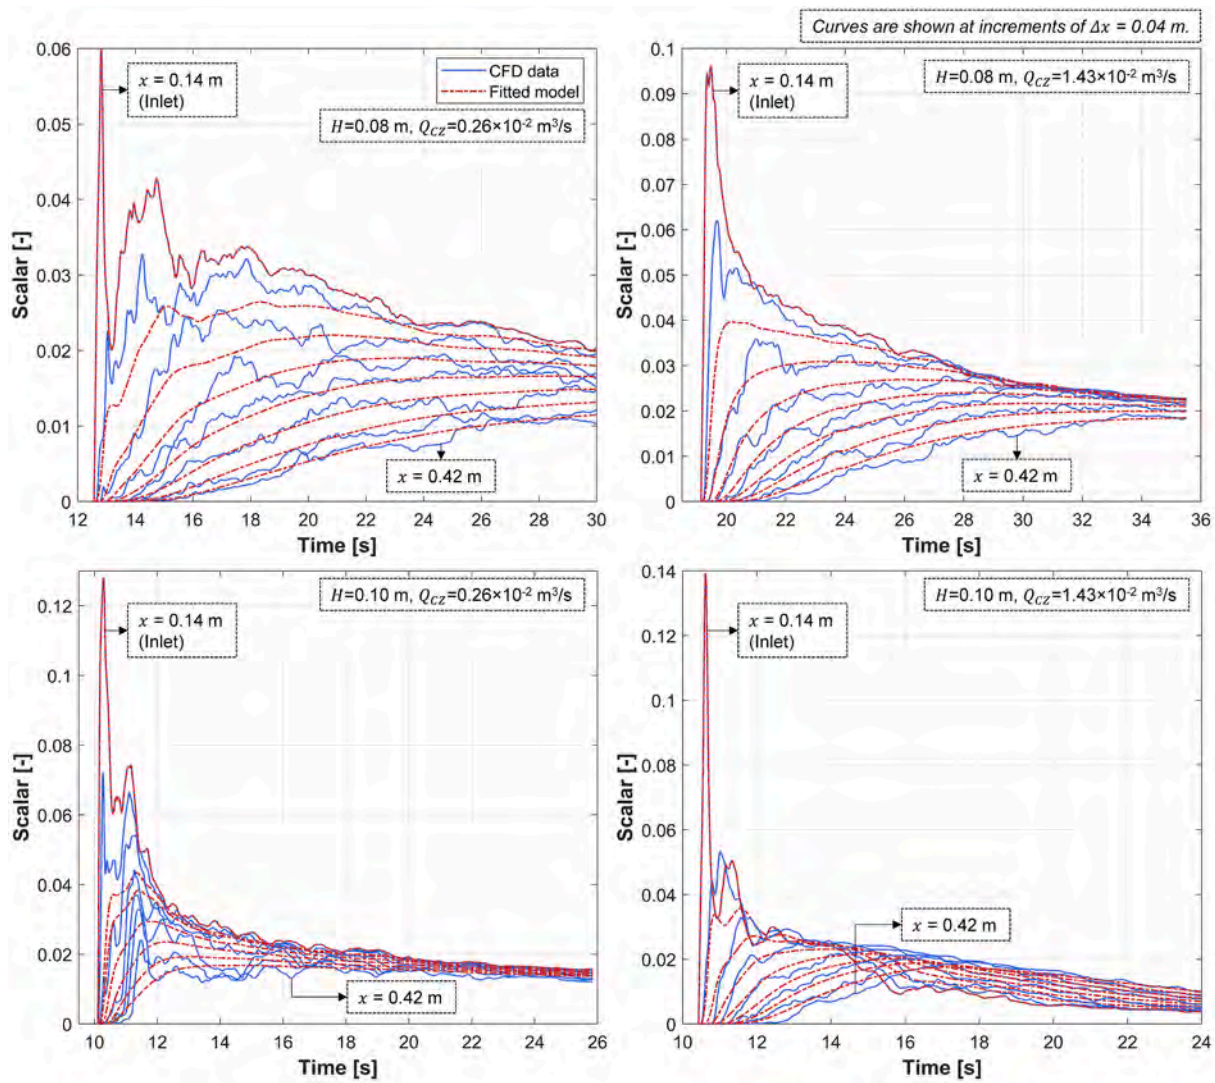 Curves are shown at increments of Δx = 0.04 m.
0.06
0.05
0.04
0.03
0.02
0.01
0
Scalar [-]
x = 0.14 m
(Inlet)
CFD data
Fitted model
H=0.08 m, Q_CZ=0.26×10⁻² m³/s
x = 0.42 m
12 14 16 18 20 22 24 26 28 30
Time [s]
0.1
0.09
0.08
0.07
0.06
0.05
0.04
0.03
0.02
0.01
0
Scalar [-]
x = 0.14 m
(Inlet)
H=0.08 m, Q_CZ=1.43×10⁻² m³/s
x = 0.42 m
20 22 24 26 28 30 32 34 36
Time [s]
0.12
0.1
0.08
0.06
0.04
0.02
0
Scalar [-]
x = 0.14 m
(Inlet)
H=0.10 m, Q_CZ=0.26×10⁻² m³/s
x = 0.42 m
10 12 14 16 18 20 22 24 26
Time [s]
0.14
0.12
0.1
0.08
0.06
0.04
0.02
0
Scalar [-]
x = 0.14 m
(Inlet)
H=0.10 m, Q_CZ=1.43×10⁻² m³/s
x = 0.42 m
10 12 14 16 18 20 22 24
Time [s]